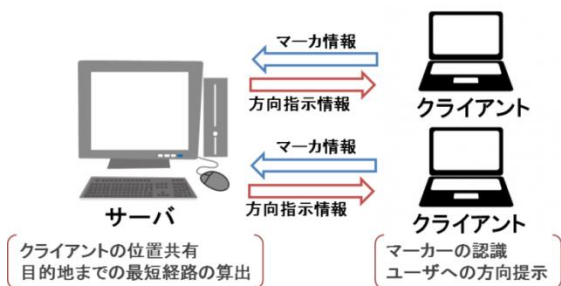 マーカ情報
方向指示情報
クライアント
マーカ情報
方向指示情報
サーバ
クライアント
クライアントの位置共有
目的地までの最短経路の算出
マーカーの認識
ユーザへの方向提示